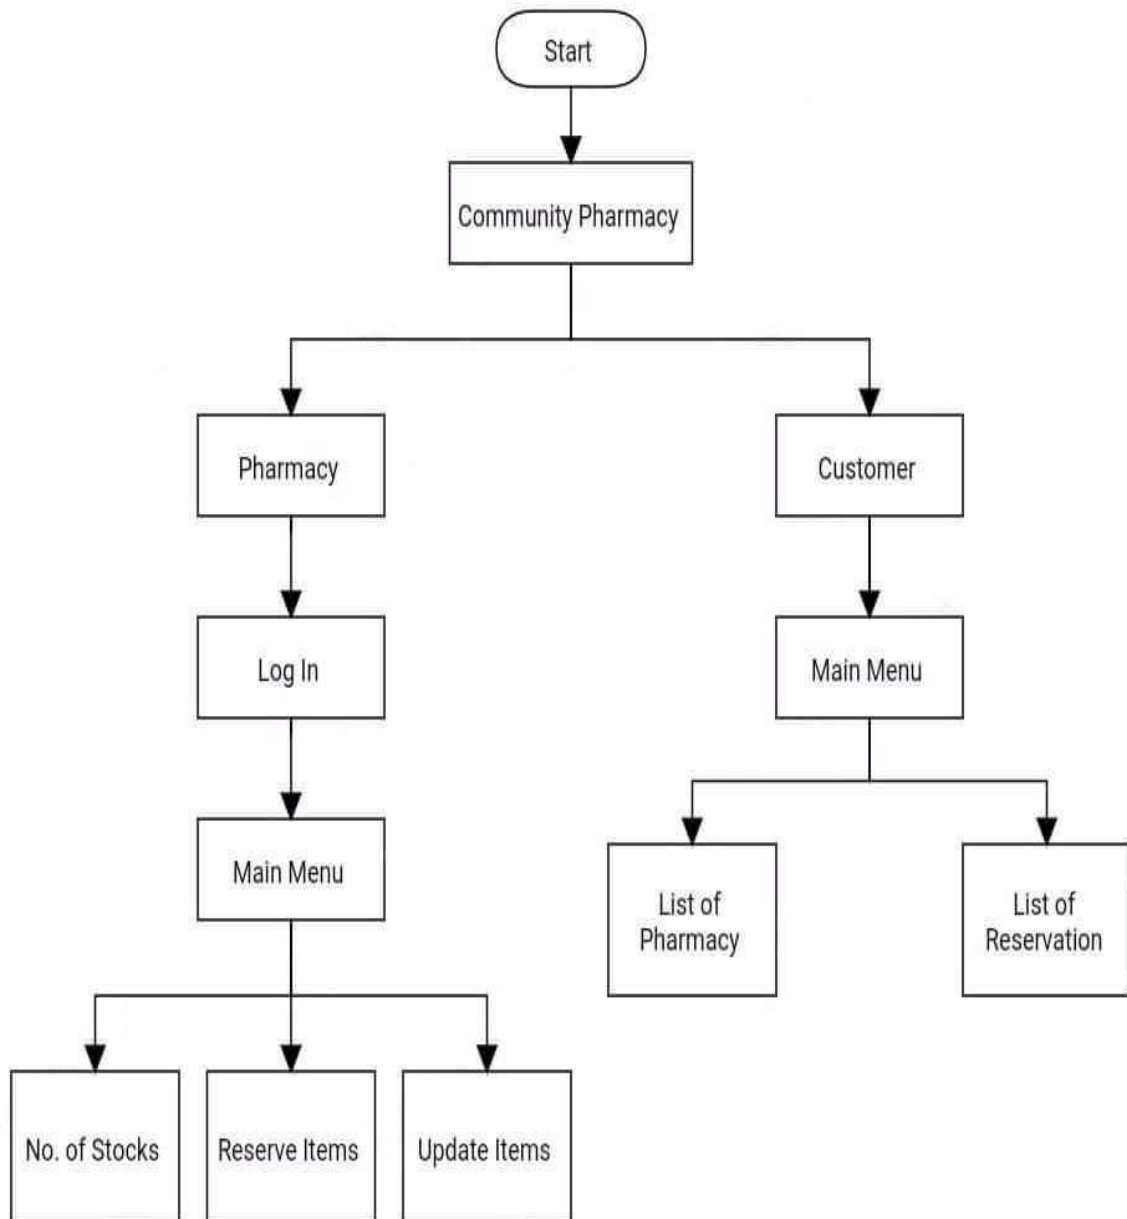 Start
Community Pharmacy
Pharmacy
Customer
Log In
Main Menu
Main Menu
List of
Pharmacy
List of
Reservation
No. of Stocks
Reserve Items
Update Items